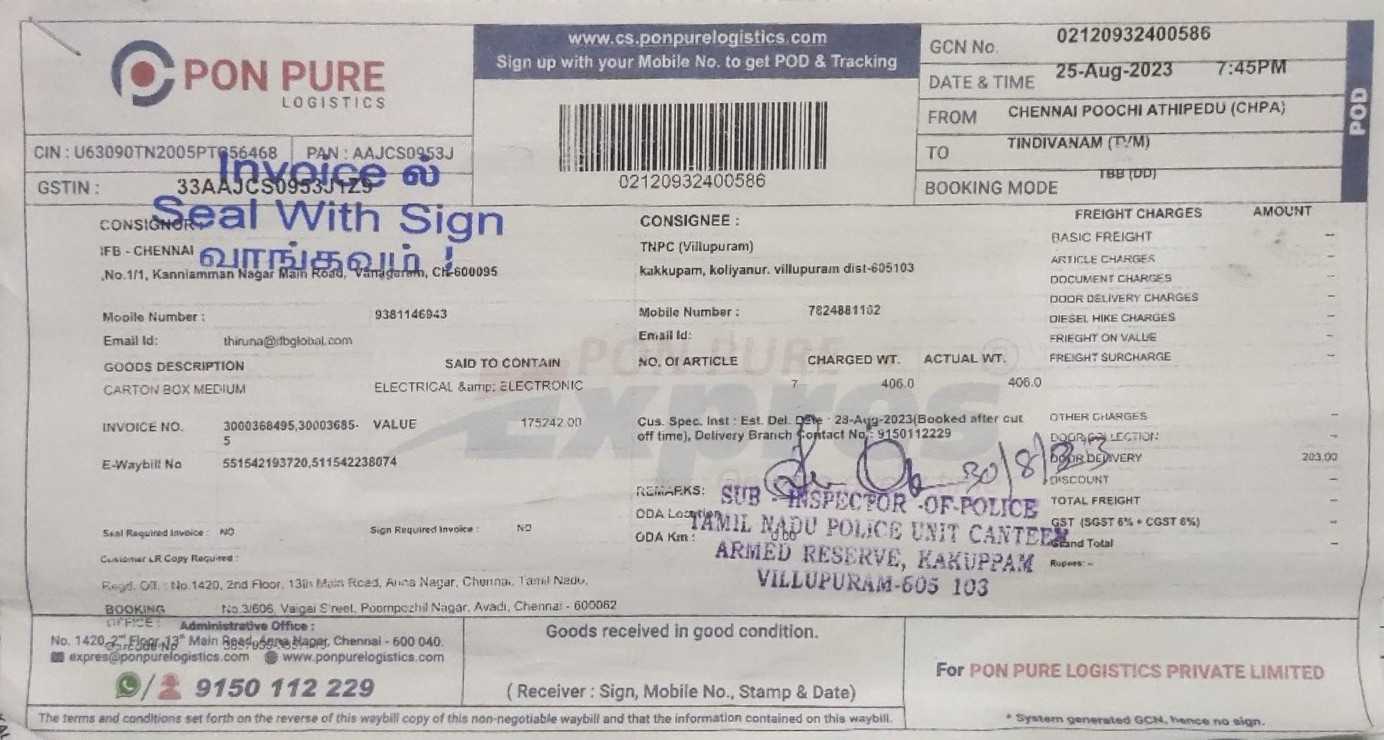 PON PURE
LOGISTICS
www.cs.ponpurelogistics.com
Sign up with your Mobile No. to get POD & Tracking
02120932400586
GCN No. 02120932400586
DATE & TIME 25-Aug-2023 7:45PM
FROM CHENNAI POOCHI ATHIPEDU (CHPA)
TO TINDIVANAM (TVM)
BOOKING MODE TBB (DD)
POD
CIN : U63090TN2005PTC56468 PAN : AAJCS0953J
GSTIN : 33AAJCS0953J1Z5
Invoice ல்
Seal With Sign
வாங்கவும் !
CONSIGNOR
IFB - CHENNAI
,No.1/1, Kanniamman Nagar Main Road, Vanagaram, CH-600095
Mobile Number : 9381146943
Email Id: thiruna@ifbglobal.com
CONSIGNEE :
TNPC (Villupuram)
kakkupam, koliyanur. villupuram dist-605103
Mobile Number : 7824881162
Email Id:
FREIGHT CHARGES AMOUNT
BASIC FREIGHT –
ARTICLE CHARGES –
DOCUMENT CHARGES –
DOOR DELIVERY CHARGES –
DIESEL HIKE CHARGES –
FRIEGHT ON VALUE –
FREIGHT SURCHARGE –
GOODS DESCRIPTION SAID TO CONTAIN NO. Of ARTICLE CHARGED WT. ACTUAL WT.
CARTON BOX MEDIUM ELECTRICAL &amp; ELECTRONIC 7 406.0 406.0
PON PURE
Expres
INVOICE NO. 3000368495,30003685-
5
VALUE 175242.00
E-Waybill No 551542193720,511542238074
Cus. Spec. Inst : Est. Del. Date : 28-Aug-2023(Booked after cut
off time), Delivery Branch Contact No : 9150112229
OTHER CHARGES –
DOOR COLLECTION –
DOOR DELIVERY 203.00
DISCOUNT –
TOTAL FREIGHT –
GST (SGST 6% + CGST 6%) –
Grand Total –
Rupees: –
30/8/23
REMARKS:
ODA Location
ODA Km : 0.00
SUB - INSPECTOR -OF-POLICE
TAMIL NADU POLICE UNIT CANTEEN
ARMED RESERVE, KAKUPPAM
VILLUPURAM-605 103
Seal Required Invoice : NO Sign Required Invoice : NO
Customer LR Copy Required :
Regd. Off. : No.1420, 2nd Floor, 13th Main Road, Anna Nagar, Chennai, Tamil Nadu,
BOOKING No.3/606, Vaigai Street, Poompozhil Nagar, Avadi, Chennai - 600062
OFFICE :
Administrative Office :
No. 1420, 2nd Floor, 13th Main Road, Anna Nagar, Chennai - 600 040.
expres@ponpurelogistics.com www.ponpurelogistics.com
9150 112 229
Goods received in good condition.
( Receiver : Sign, Mobile No., Stamp & Date)
For PON PURE LOGISTICS PRIVATE LIMITED
* System generated GCN, hence no sign.
The terms and conditions set forth on the reverse of this waybill copy of this non-negotiable waybill and that the information contained on this waybill.